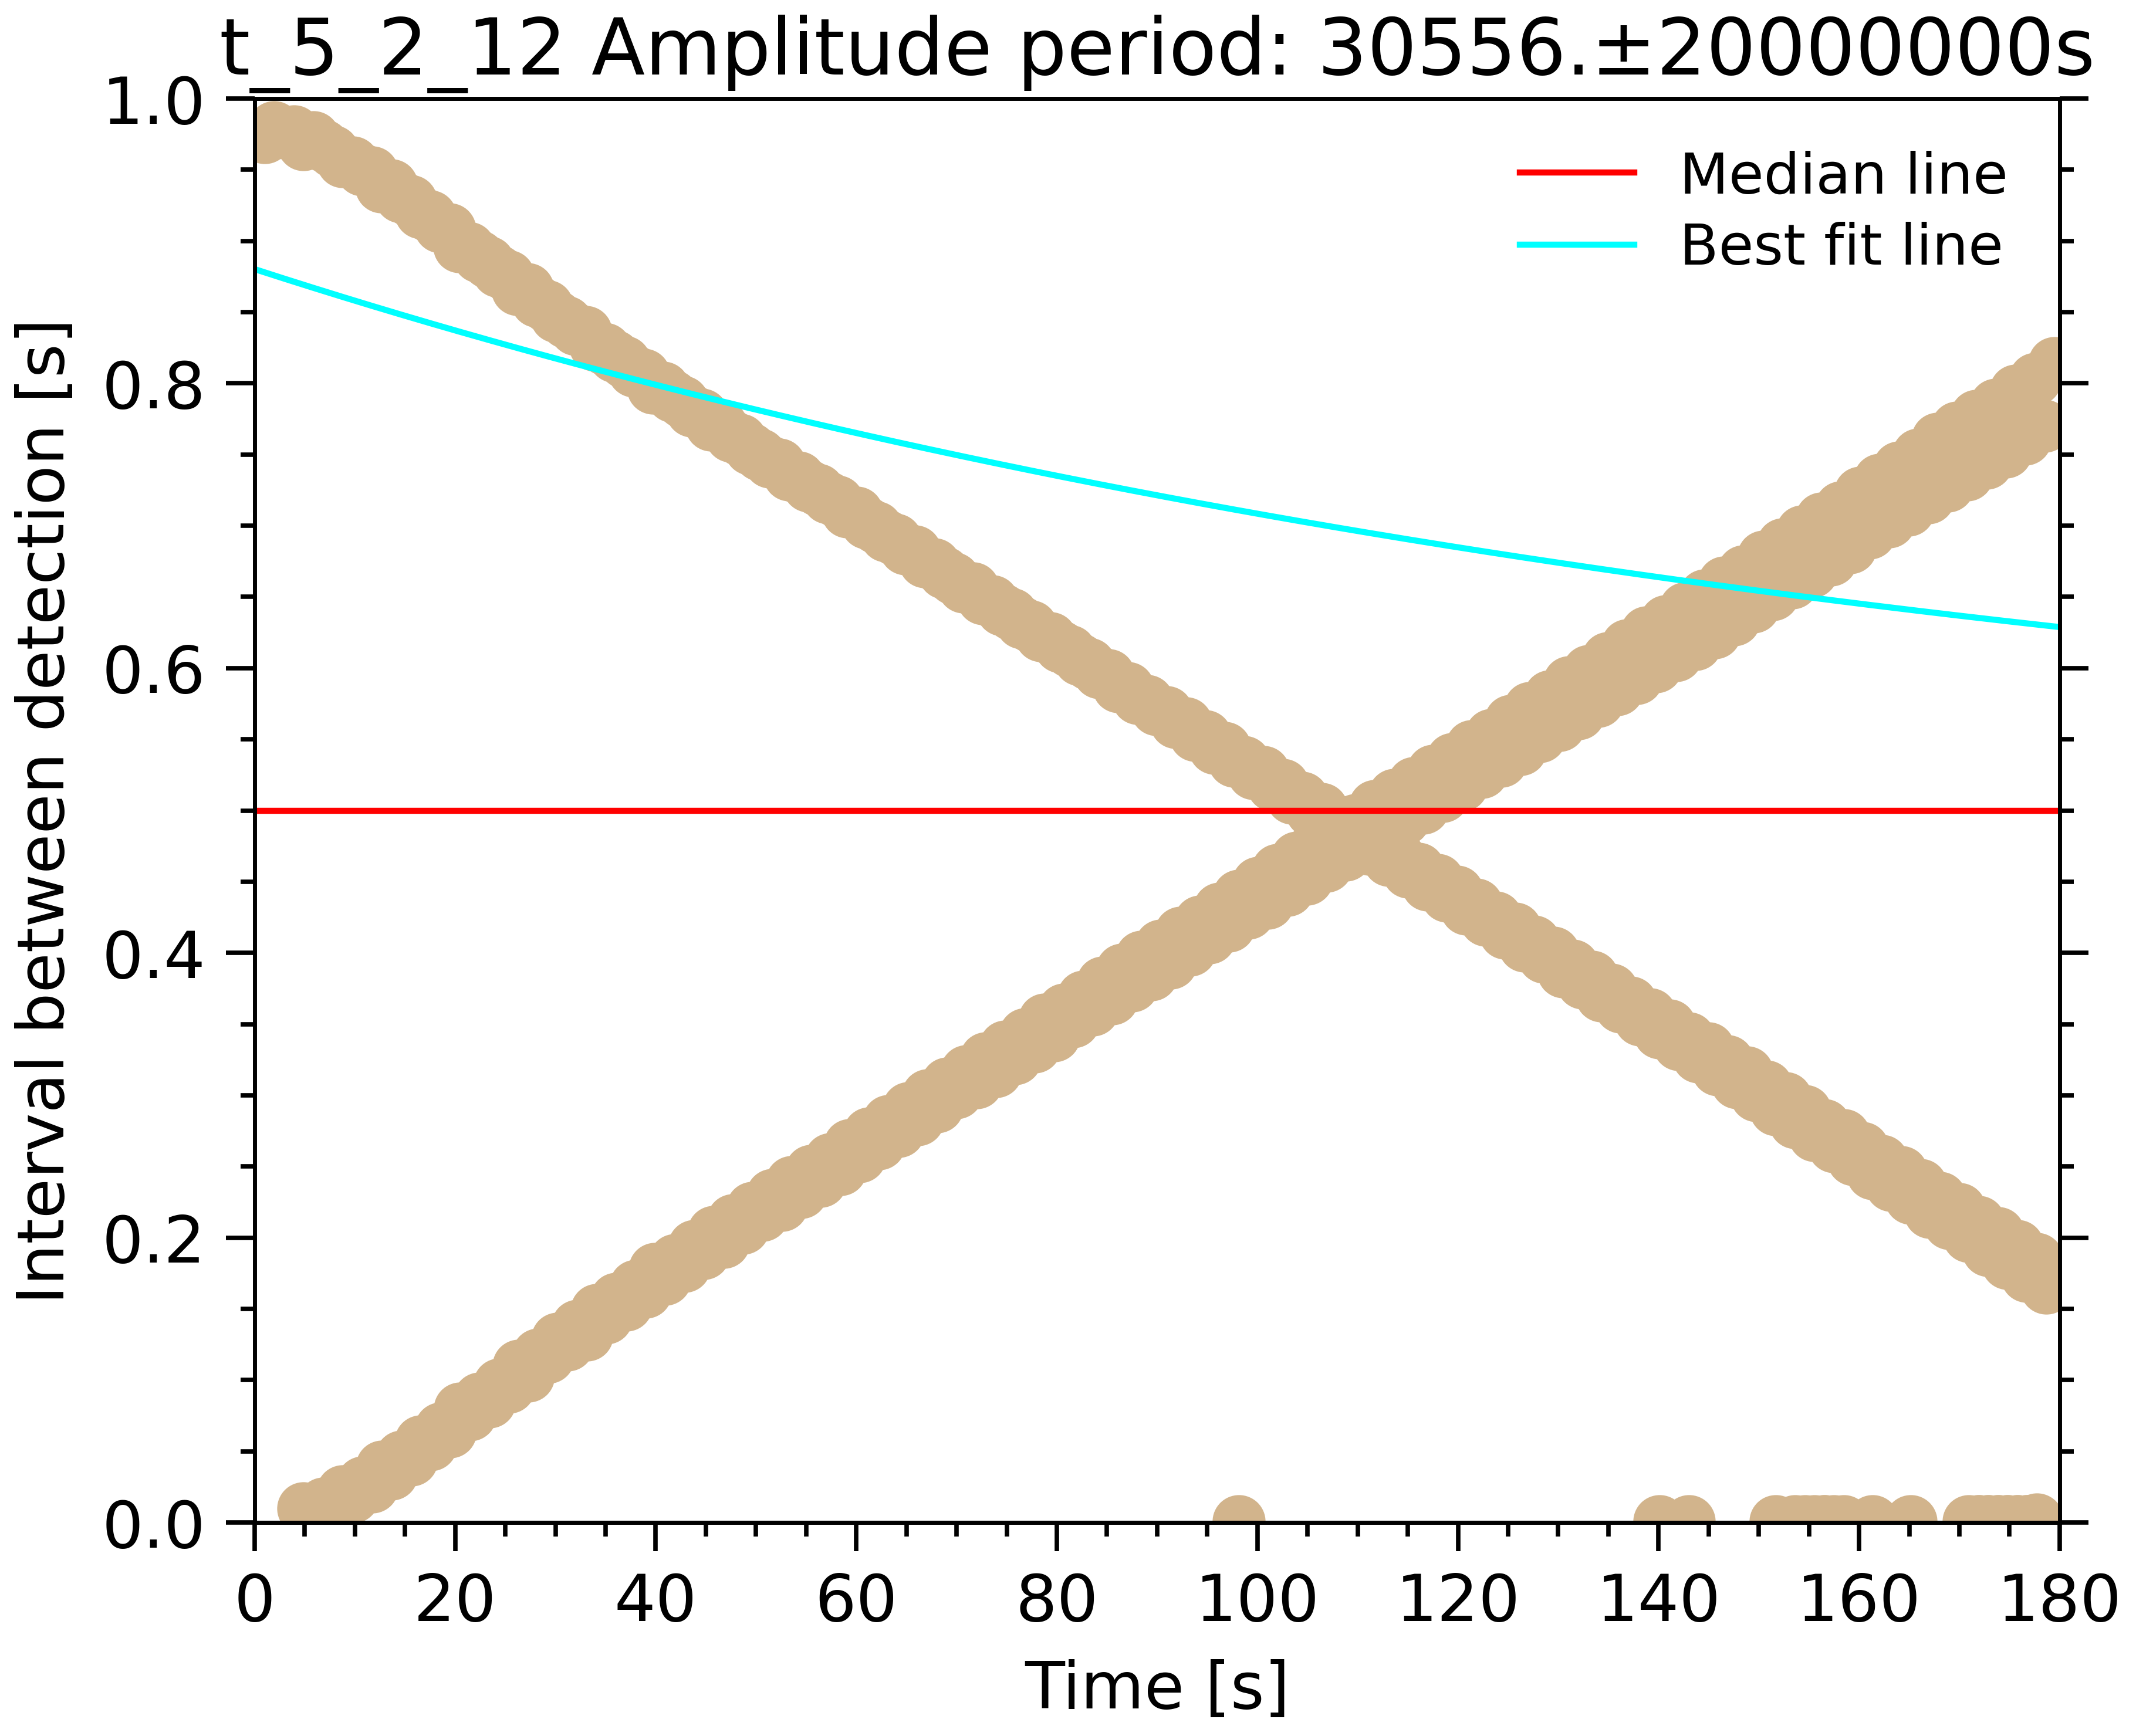 t_5_2_12 Amplitude period: 30556.±20000000s
Interval between detection [s]
1.0
0.8
0.6
0.4
0.2
0.0
Median line
Best fit line
0 20 40 60 80 100 120 140 160 180
Time [s]